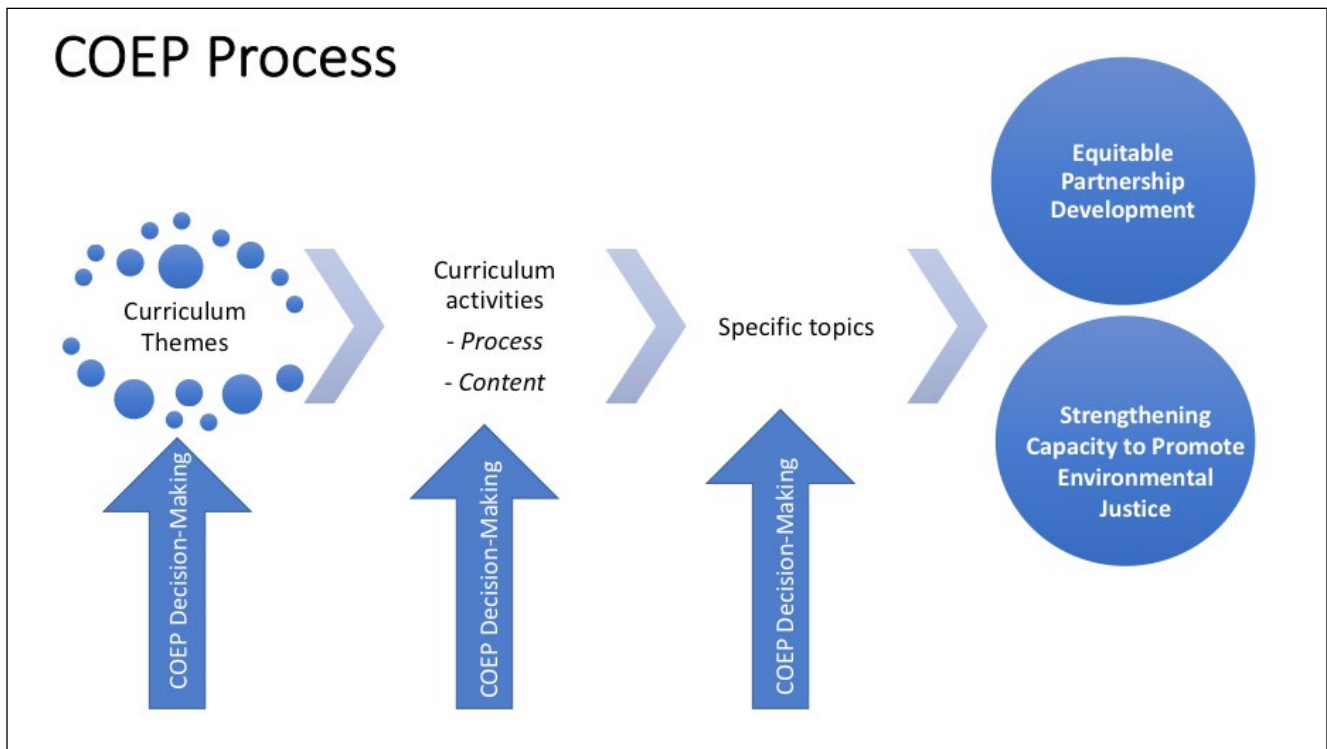 COEP Process
Curriculum
Themes
Curriculum
activities
- Process
- Content
Specific topics
Equitable
Partnership
Development
Strengthening
Capacity to Promote
Environmental
Justice
COEP Decision-Making
COEP Decision-Making
COEP Decision-Making